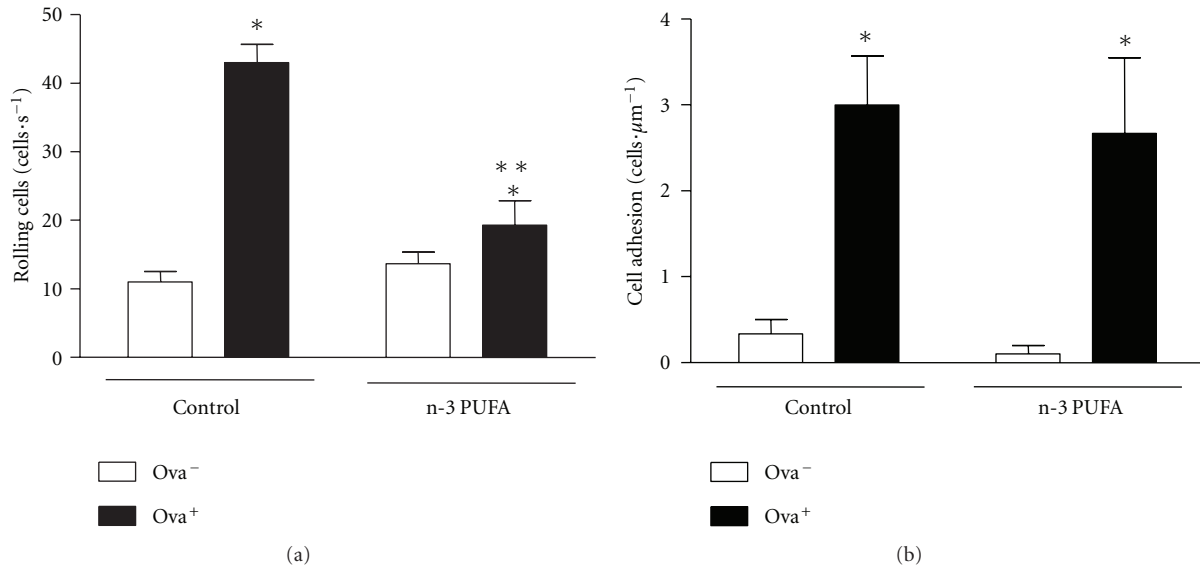 50
40
30
20
10
0
Rolling cells (cells·s⁻¹)
*
* *
*
Control
n-3 PUFA
Ova⁻
Ova⁺
(a)
4
3
2
1
0
Cell adhesion (cells·µm⁻¹)
*
*
Control
n-3 PUFA
Ova⁻
Ova⁺
(b)